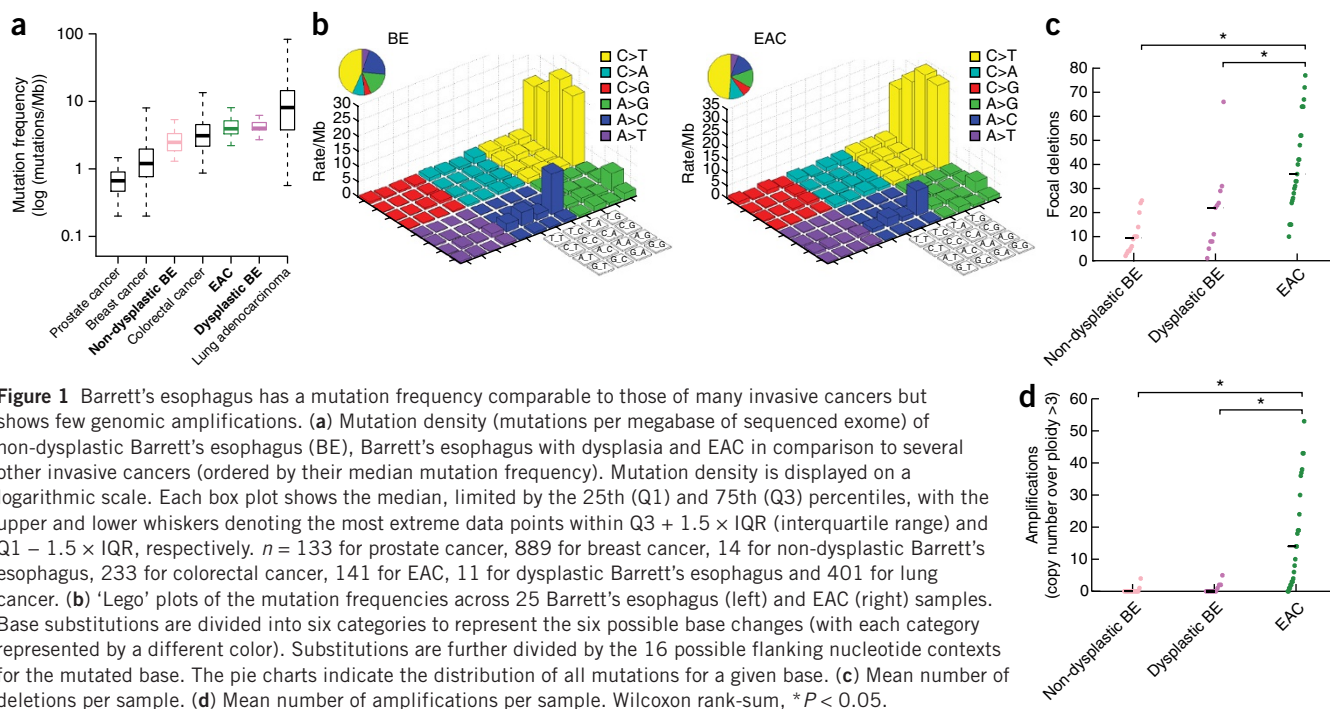 a
100
10
1
0.1
Mutation frequency
(log (mutations/Mb))
Prostate cancer
Breast cancer
Non-dysplastic BE
Colorectal cancer
EAC
Dysplastic BE
Lung adenocarcinoma
b
BE
C>T
C>A
C>G
A>G
A>C
A>T
30
25
20
15
10
5
0
Rate/Mb
EAC
C>T
C>A
C>G
A>G
A>C
A>T
35
30
25
20
15
10
5
0
Rate/Mb
c
*
*
80
70
60
50
40
30
20
10
0
Focal deletions
Non-dysplastic BE
Dysplastic BE
EAC
d
*
*
60
50
40
30
20
10
0
Amplifications
(copy number over ploidy >3)
Non-dysplastic BE
Dysplastic BE
EAC
Figure 1 Barrett's esophagus has a mutation frequency comparable to those of many invasive cancers but
shows few genomic amplifications. (a) Mutation density (mutations per megabase of sequenced exome) of
non-dysplastic Barrett's esophagus (BE), Barrett's esophagus with dysplasia and EAC in comparison to several
other invasive cancers (ordered by their median mutation frequency). Mutation density is displayed on a
logarithmic scale. Each box plot shows the median, limited by the 25th (Q1) and 75th (Q3) percentiles, with the
upper and lower whiskers denoting the most extreme data points within Q3 + 1.5 × IQR (interquartile range) and
Q1 − 1.5 × IQR, respectively. n = 133 for prostate cancer, 889 for breast cancer, 14 for non-dysplastic Barrett's
esophagus, 233 for colorectal cancer, 141 for EAC, 11 for dysplastic Barrett's esophagus and 401 for lung
cancer. (b) 'Lego' plots of the mutation frequencies across 25 Barrett's esophagus (left) and EAC (right) samples.
Base substitutions are divided into six categories to represent the six possible base changes (with each category
represented by a different color). Substitutions are further divided by the 16 possible flanking nucleotide contexts
for the mutated base. The pie charts indicate the distribution of all mutations for a given base. (c) Mean number of
deletions per sample. (d) Mean number of amplifications per sample. Wilcoxon rank-sum, *P < 0.05.